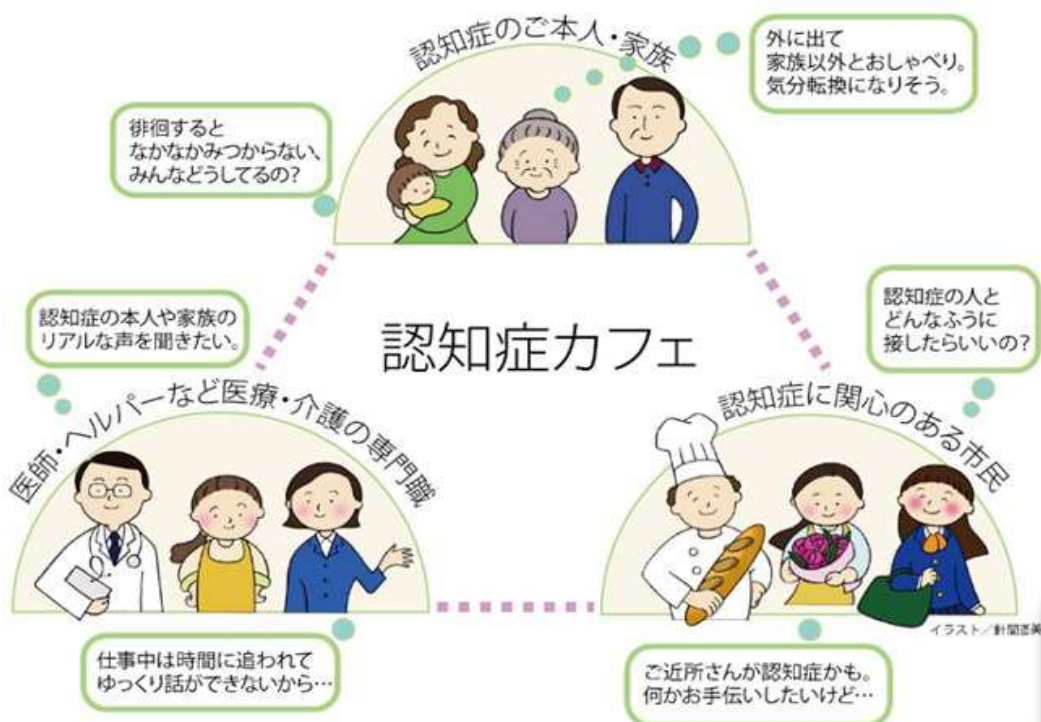 認知症のご本人・家族
外に出て
家族以外とおしゃべり。
気分転換になりそう。
徘徊すると
なかなかみつからない、
みんなどうしてるの？
認知症カフェ
認知症の本人や家族の
リアルな声を聞きたい。
認知症の人と
どんなふうに
接したらいいの？
医師・ヘルパーなど医療・介護の専門職
認知症に関心のある市民
イラスト／針間
仕事中は時間に追われて
ゆっくり話ができないから…
ご近所さんが認知症かも。
何かお手伝いしたいけど…